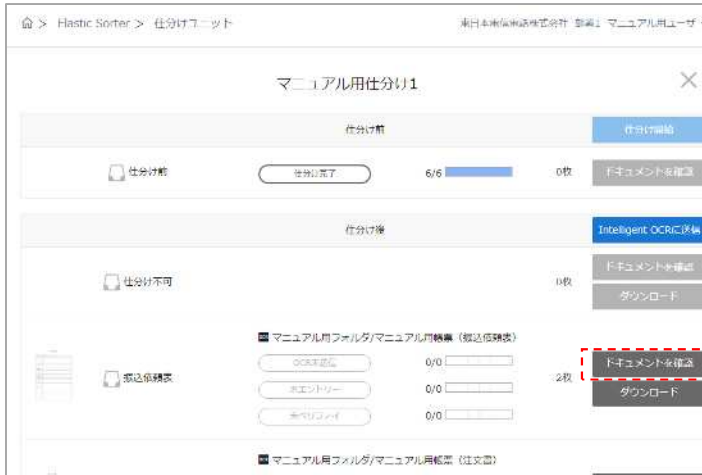 > Elastic Sorter > 仕分けユニット 東日本電信電話株式会社 事業1 マニュアル用ユーザ
マニュアル用仕分け1
仕分け前 仕分け開始
仕分け前 仕分け完了 6/6 0枚 ドキュメントを確認
仕分け後 Intelligent OCRに送信
仕分け不可 0枚 ドキュメントを確認
ダウンロード
マニュアル用フォルダ/マニュアル用帳票（振込依頼表）
振込依頼表 OCR未送信 0/0 2枚 ドキュメントを確認
未エントリー 0/0 ダウンロード
未ベリファイ 0/0
マニュアル用フォルダ/マニュアル用帳票（注文書）